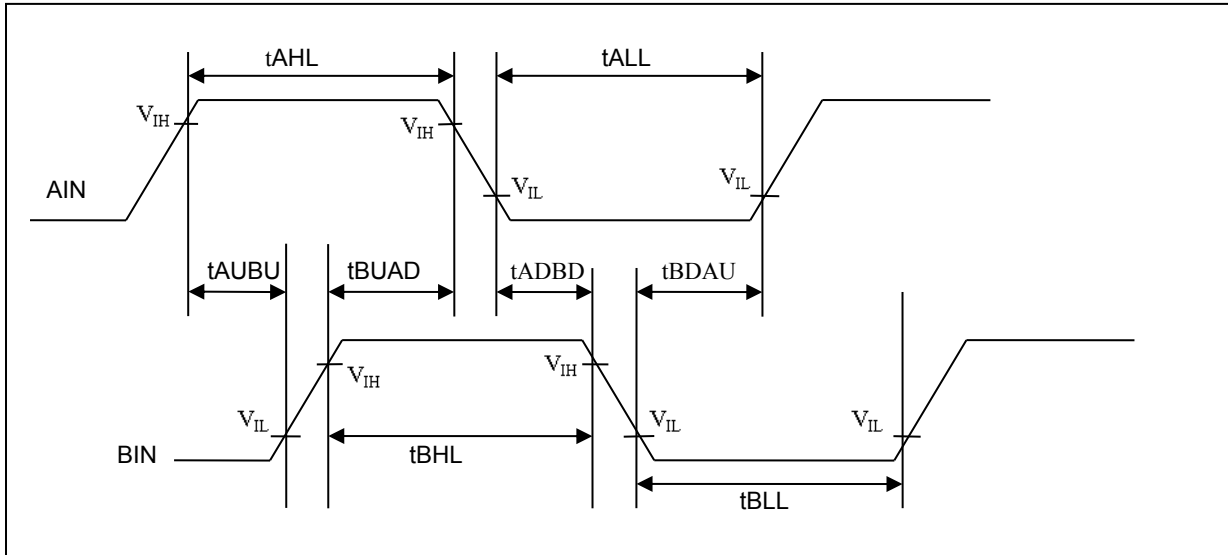 tAHL tALL
VIH VIH
AIN VIL VIL
tAUBU tBUAD tADBD tBDAU
VIH VIH
VIL VIL VIL
BIN tBHL
tBLL